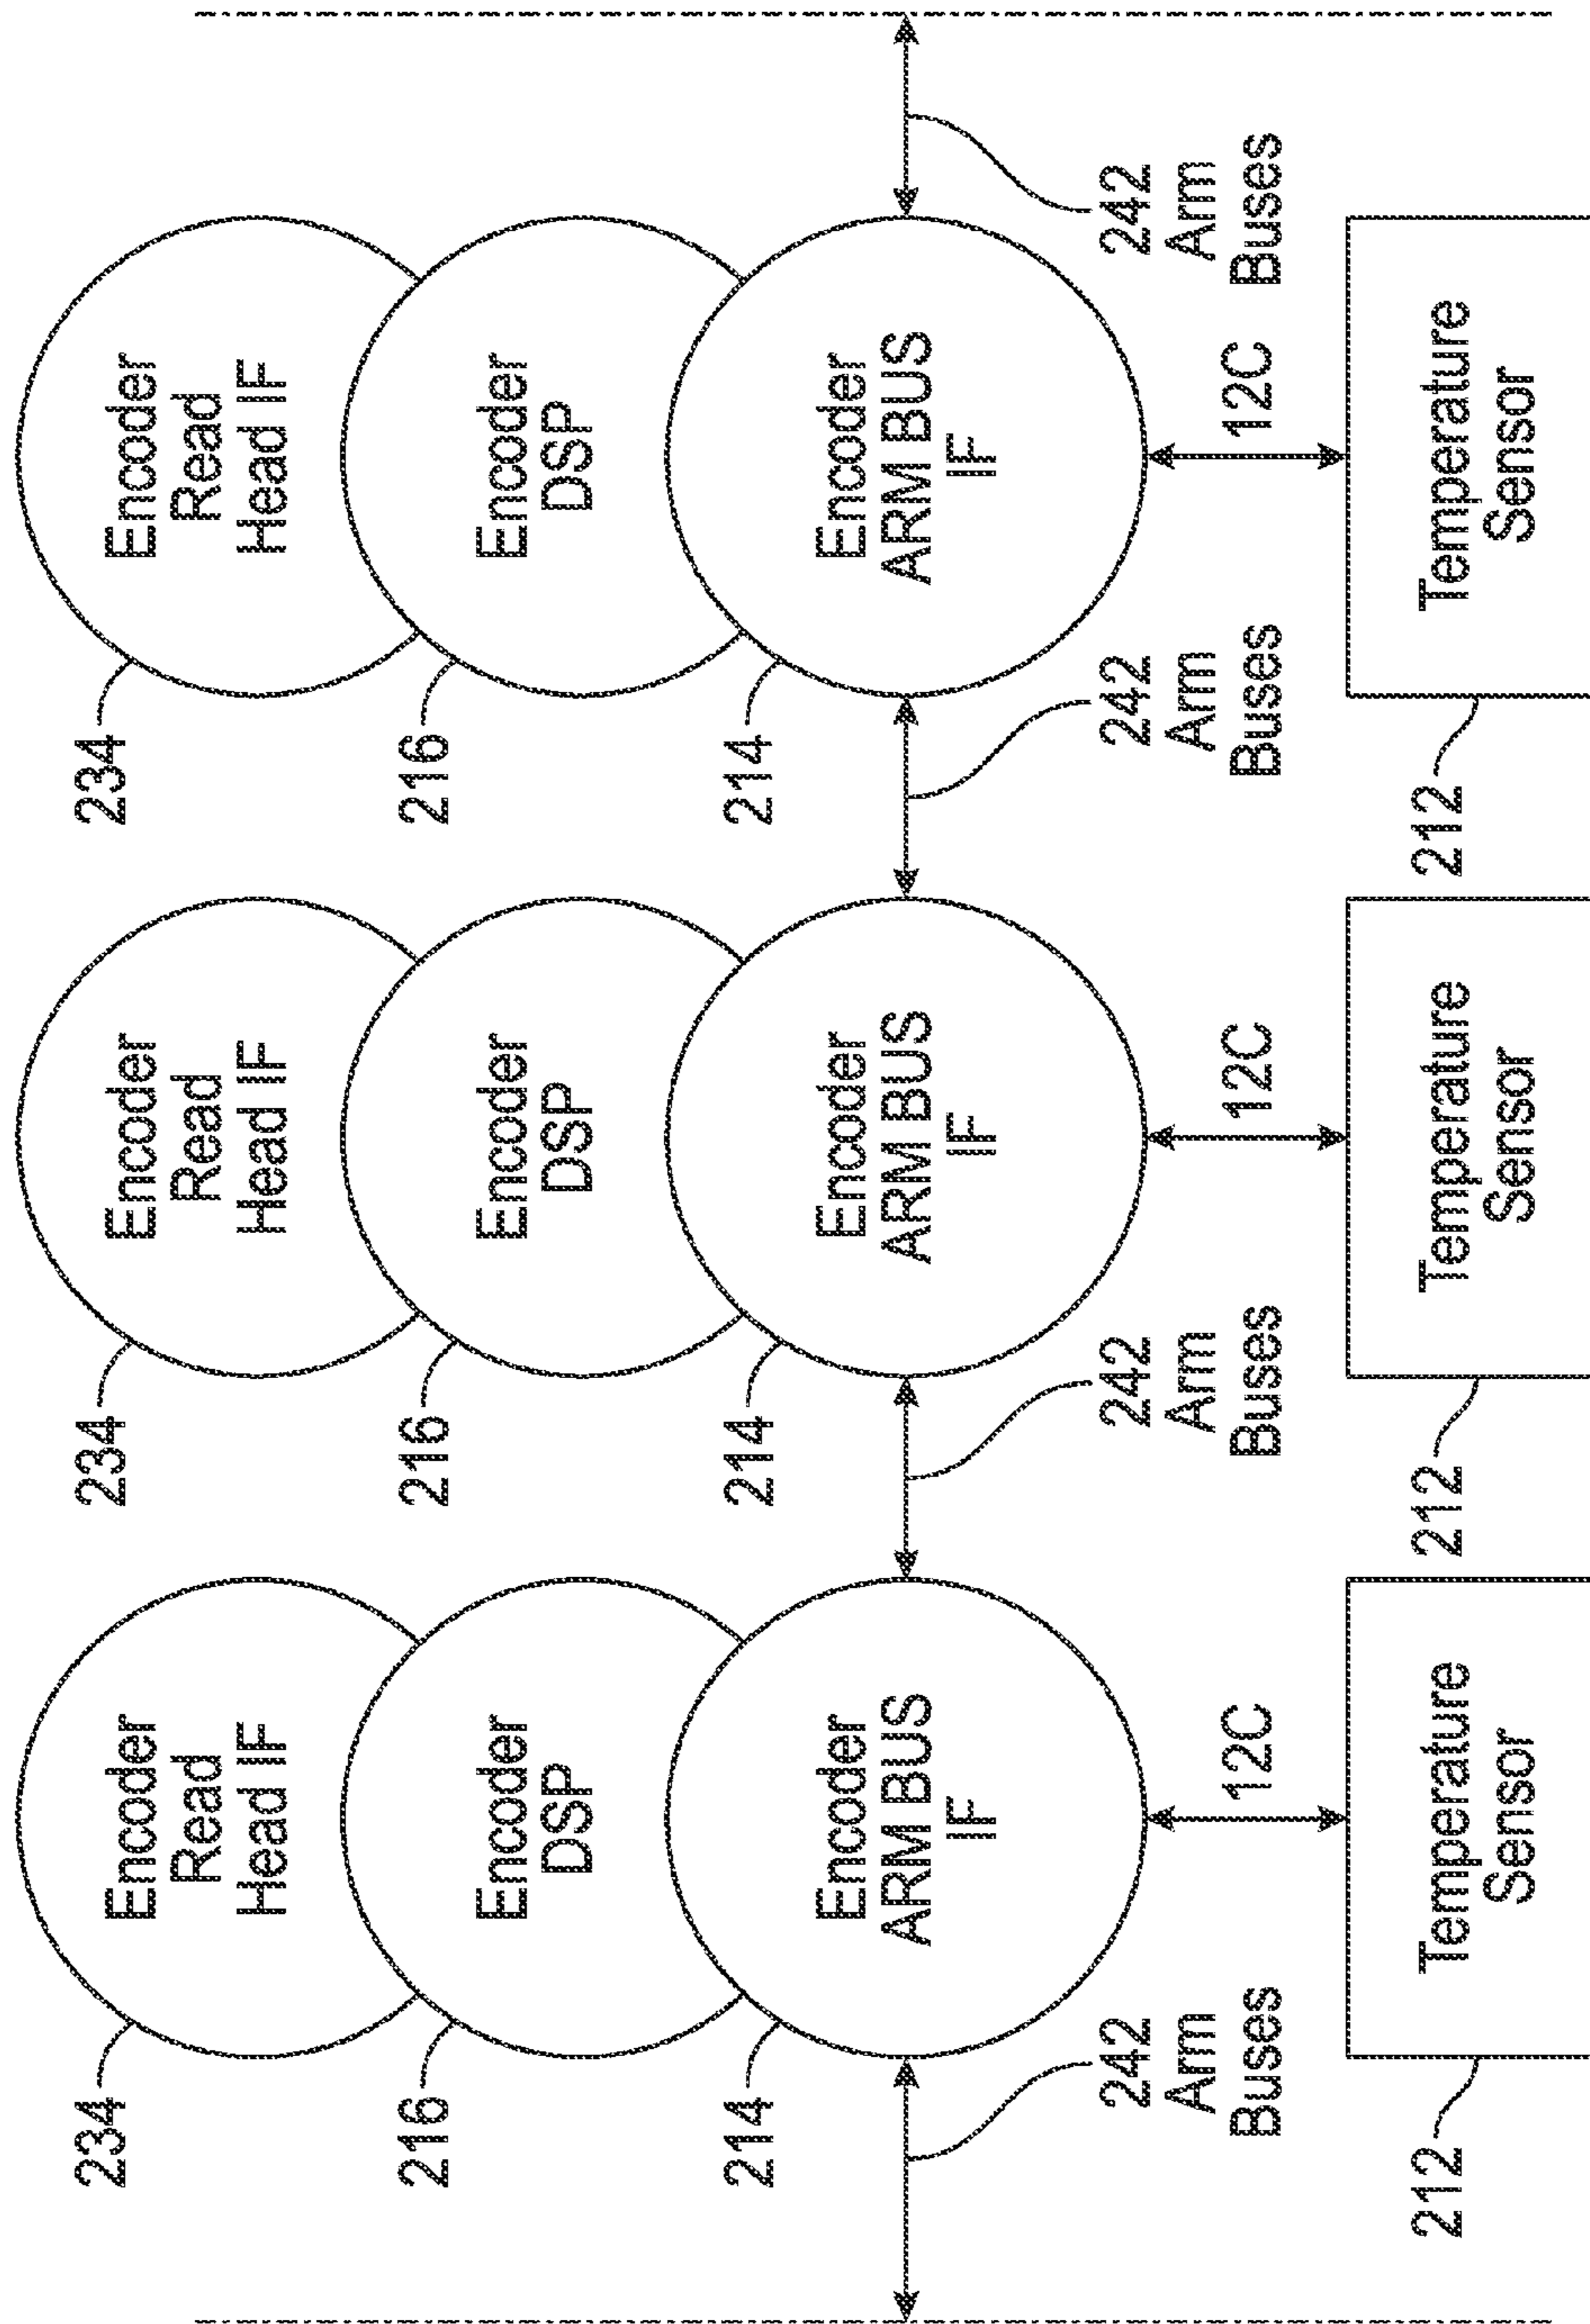 234
Encoder
Read
Head IF
216
Encoder
DSP
214
Encoder
ARM BUS
IF
242
Arm
Buses
12C
212
Temperature
Sensor
234
Encoder
Read
Head IF
216
Encoder
DSP
214
Encoder
ARM BUS
IF
242
Arm
Buses
12C
212
Temperature
Sensor
234
Encoder
Read
Head IF
216
Encoder
DSP
214
Encoder
ARM BUS
IF
242
Arm
Buses
12C
242
Arm
Buses
212
Temperature
Sensor